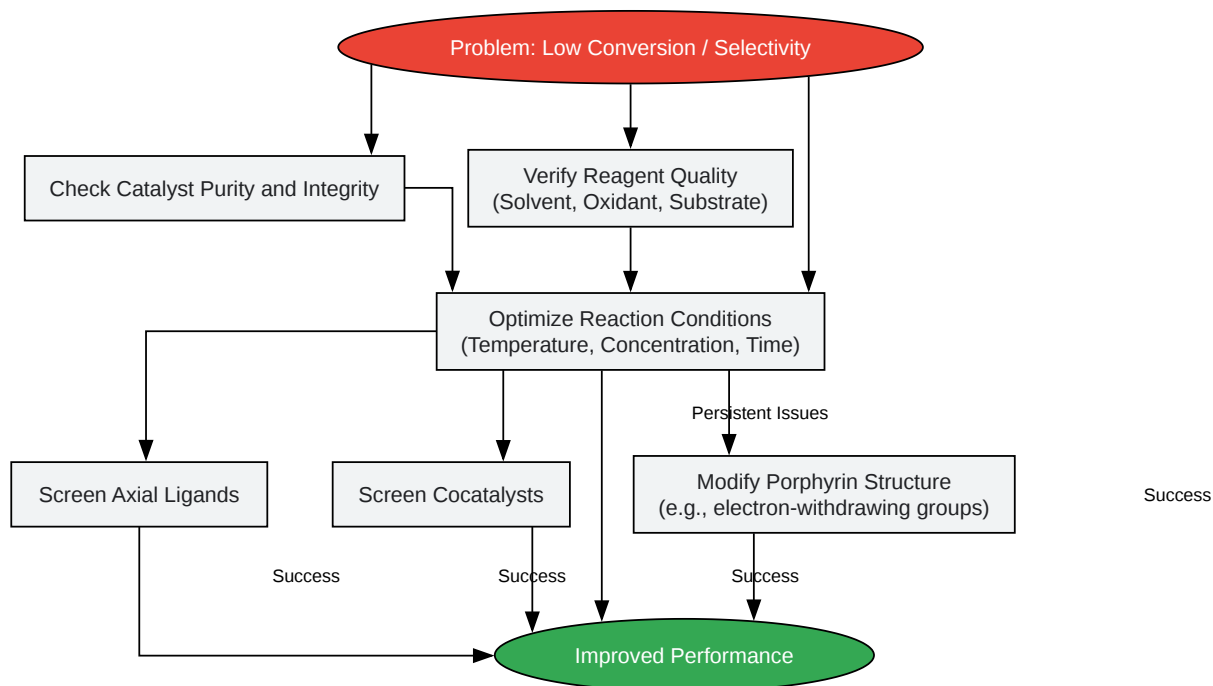 Problem: Low Conversion / Selectivity
Check Catalyst Purity and Integrity
Verify Reagent Quality
(Solvent, Oxidant, Substrate)
Optimize Reaction Conditions
(Temperature, Concentration, Time)
Persistent Issues
Screen Axial Ligands
Screen Cocatalysts
Modify Porphyrin Structure
(e.g., electron-withdrawing groups)
Success
Success
Success
Success
Improved Performance